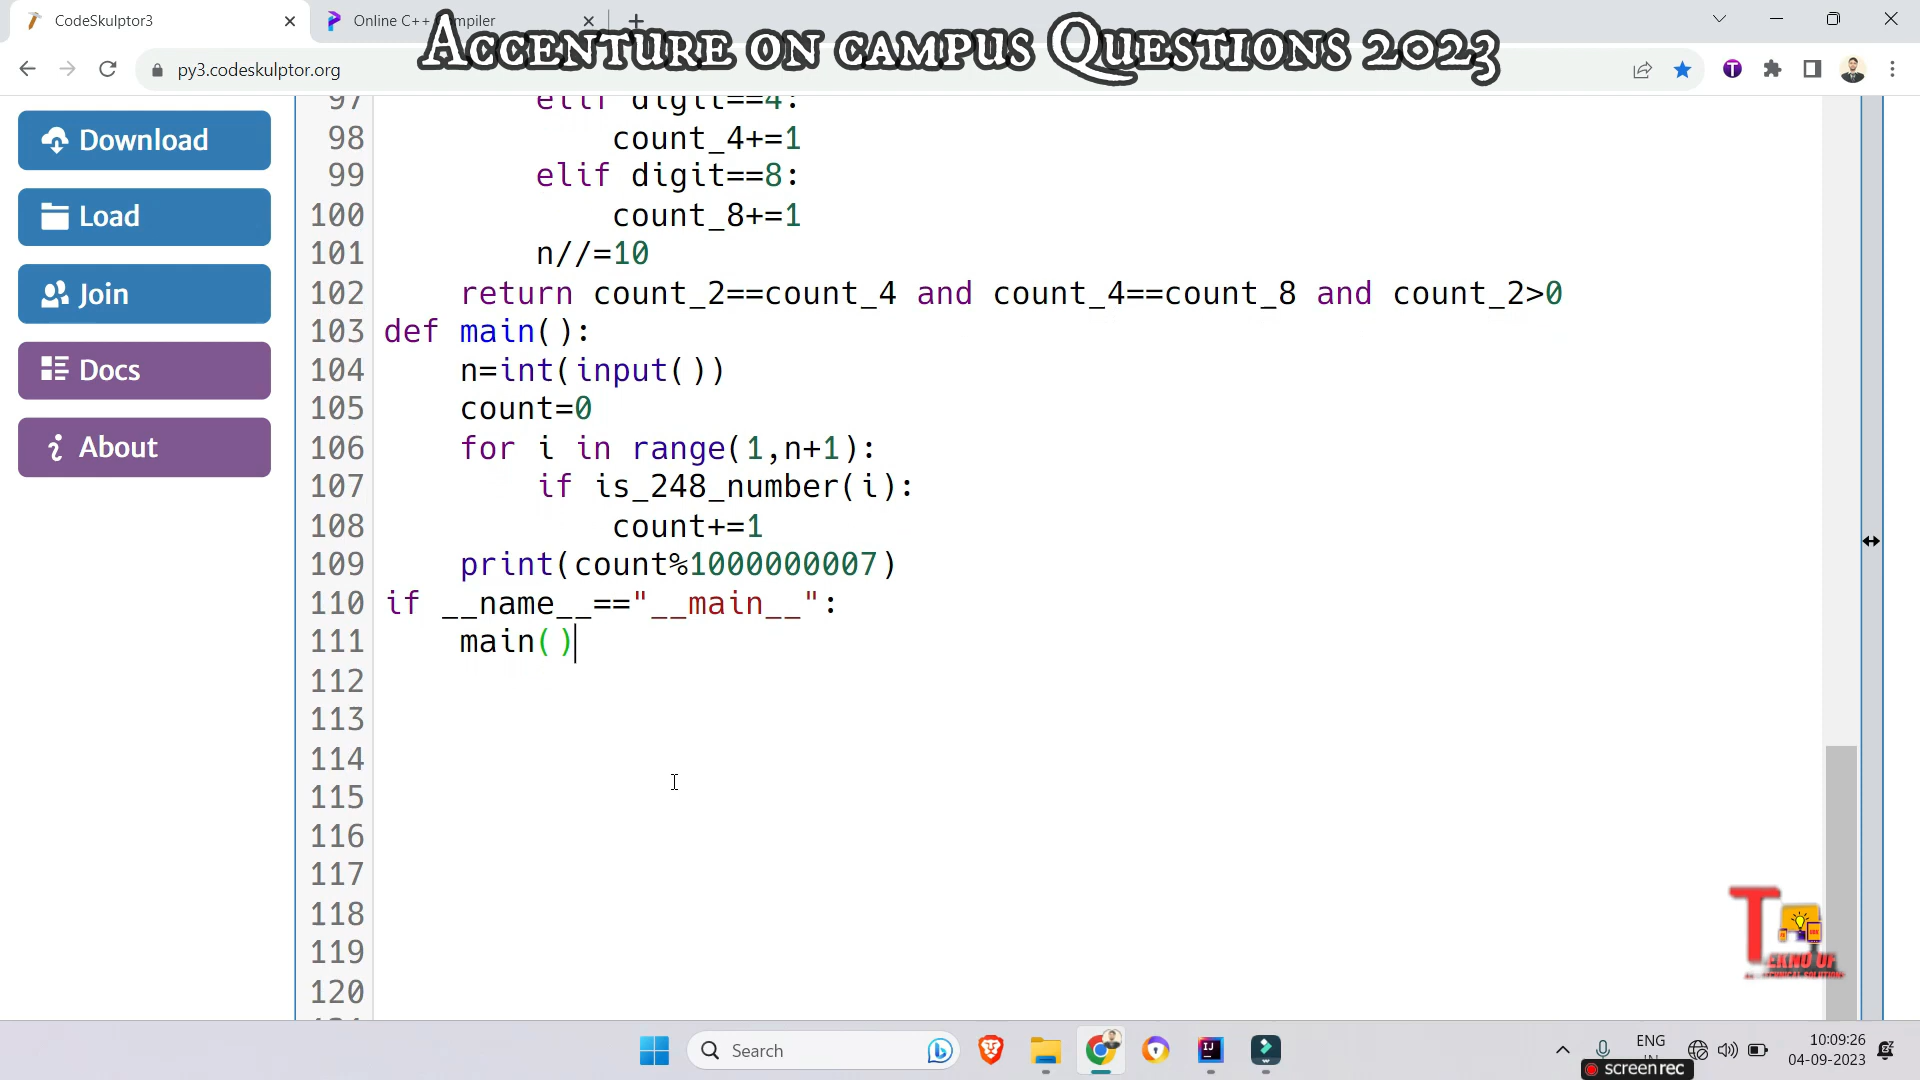 CodeSkulptor3
Online C++
ACCENTURE ON CAMPUS QUESTIONS 2023
py3.codeskulptor.org
Download
Load
Join
Docs
About
97 elif digit==4:
98 count_4+=1
99 elif digit==8:
100 count_8+=1
101 n//=10
102 return count_2==count_4 and count_4==count_8 and count_2>0
103 def main():
104 n=int(input())
105 count=0
106 for i in range(1,n+1):
107 if is_248_number(i):
108 count+=1
109 print(count%1000000007)
110 if __name__=="__main__":
111 main()
112
113
114
115
116
117
118
119
120
Search
ENG
10:09:26
04-09-2023
screenrec